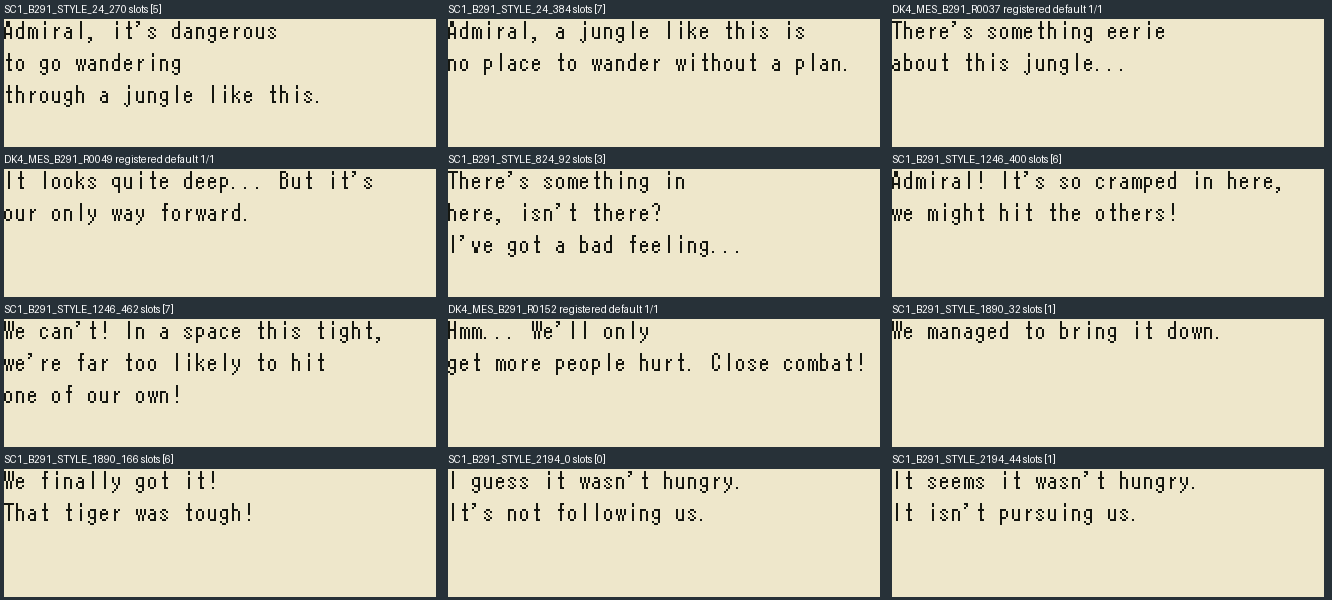 SC1_B291_STYLE_24_270 slots [5]
Admiral, it's dangerous
to go wandering
through a jungle like this.
SC1_B291_STYLE_24_384 slots [7]
Admiral, a jungle like this is
no place to wander without a plan.
DK4_MES_B291_R0037 registered default 1/1
There's something eerie
about this jungle...
DK4_MES_B291_R0049 registered default 1/1
It looks quite deep... But it's
our only way forward.
SC1_B291_STYLE_824_92 slots [3]
There's something in
here, isn't there?
I've got a bad feeling...
SC1_B291_STYLE_1246_400 slots [6]
Admiral! It's so cramped in here,
we might hit the others!
SC1_B291_STYLE_1246_462 slots [7]
We can't! In a space this tight,
we're far too likely to hit
one of our own!
DK4_MES_B291_R0152 registered default 1/1
Hmm... We'll only
get more people hurt. Close combat!
SC1_B291_STYLE_1890_32 slots [1]
We managed to bring it down.
SC1_B291_STYLE_1890_166 slots [6]
We finally got it!
That tiger was tough!
SC1_B291_STYLE_2194_0 slots [0]
I guess it wasn't hungry.
It's not following us.
SC1_B291_STYLE_2194_44 slots [1]
It seems it wasn't hungry.
It isn't pursuing us.